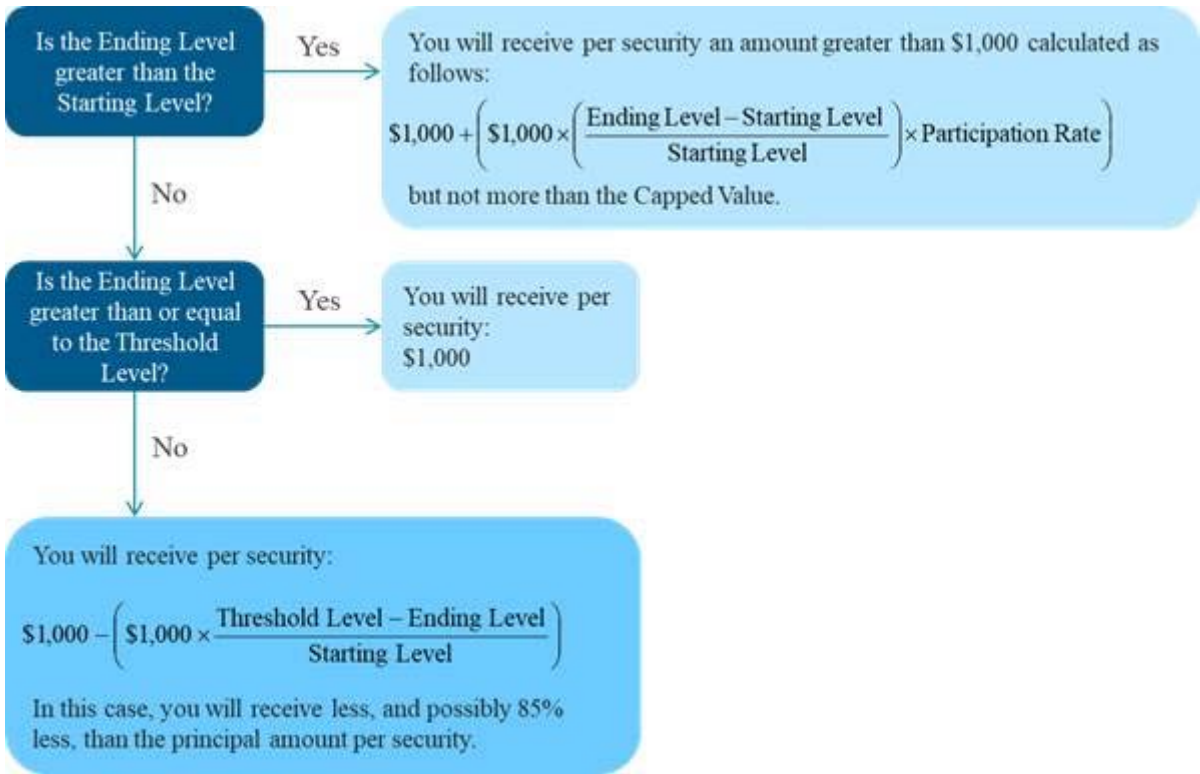 Is the Ending Level
greater than the
Starting Level?
Yes
You will receive per security an amount greater than $1,000 calculated as
follows:
$1,000 + ( $1,000 × ( Ending Level – Starting Level / Starting Level ) × Participation Rate )
but not more than the Capped Value.
No
Is the Ending Level
greater than or equal
to the Threshold
Level?
Yes
You will receive per
security:
$1,000
No
You will receive per security:
$1,000 – ( $1,000 × Threshold Level – Ending Level / Starting Level )
In this case, you will receive less, and possibly 85%
less, than the principal amount per security.